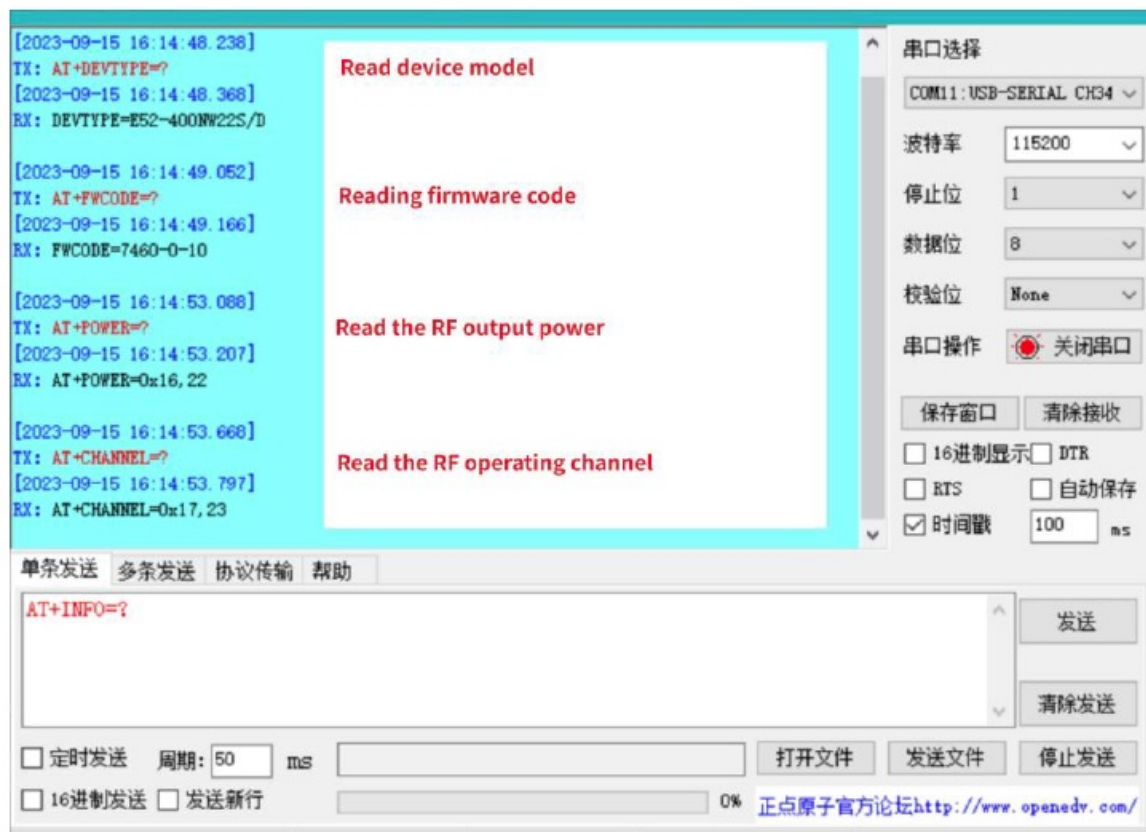 [2023-09-15 16:14:48.238]
TX: AT+DEVTYPE=?
Read device model
[2023-09-15 16:14:48.368]
RX: DEVTYPE=E52-400NW22S/D
[2023-09-15 16:14:49.052]
TX: AT+FWCODE=?
Reading firmware code
[2023-09-15 16:14:49.166]
RX: FWCODE=7460-0-10
[2023-09-15 16:14:53.088]
TX: AT+POWER=?
Read the RF output power
[2023-09-15 16:14:53.207]
RX: AT+POWER=0x16,22
[2023-09-15 16:14:53.668]
TX: AT+CHANNEL=?
Read the RF operating channel
[2023-09-15 16:14:53.797]
RX: AT+CHANNEL=0x17,23
串口选择
COM11:USB-SERIAL CH34
波特率 115200
停止位 1
数据位 8
校验位 None
串口操作 关闭串口
保存窗口 清除接收
16进制显示 DTR
RTS 自动保存
时间戳 100 ms
单条发送 多条发送 协议传输 帮助
AT+INFO=?
发送
清除发送
定时发送 周期: 50 ms 打开文件 发送文件 停止发送
16进制发送 发送新行 0% 正点原子官方论坛http://www.openedv.com/